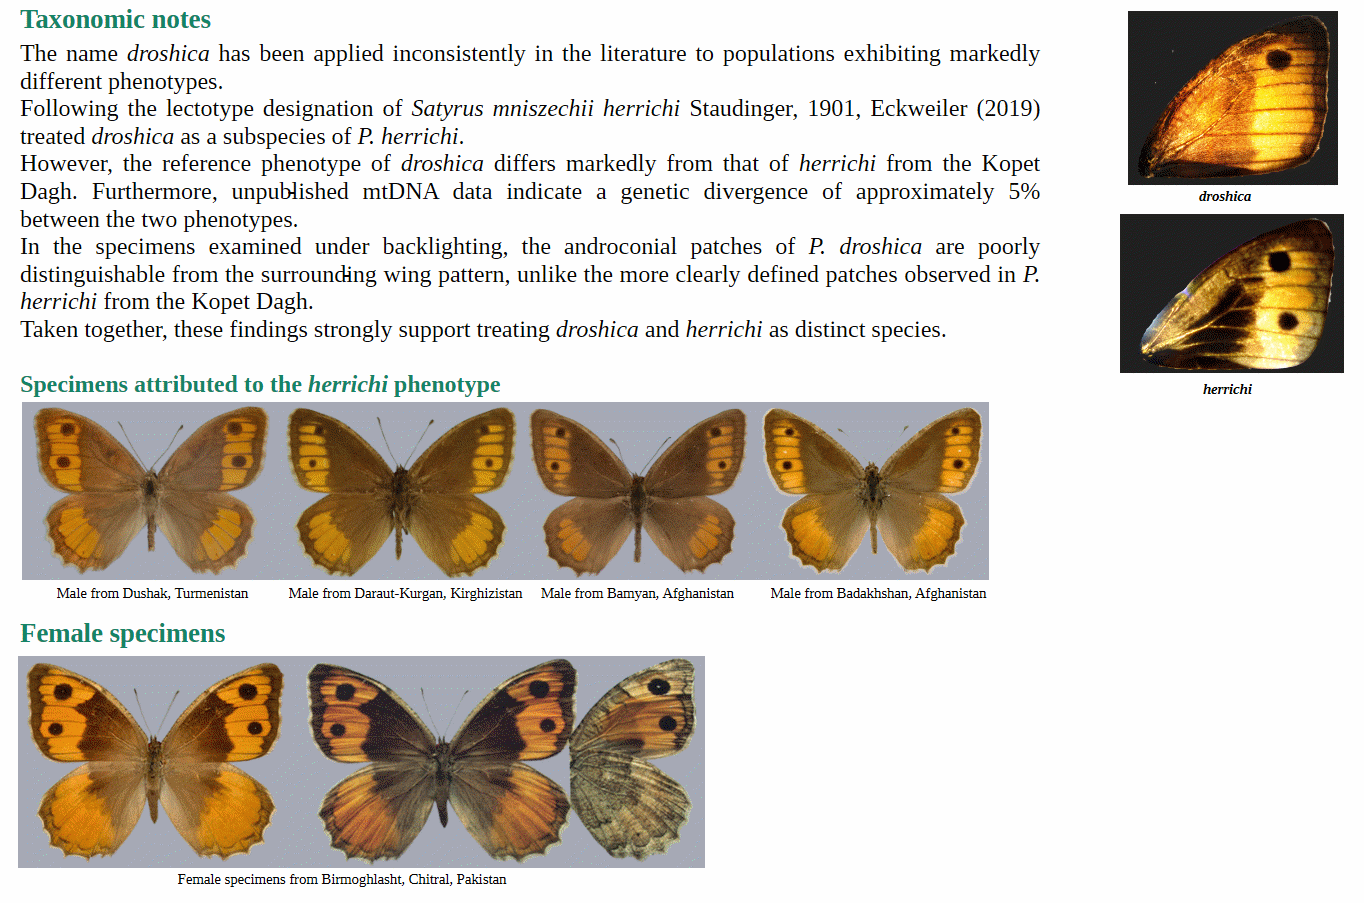 Taxonomic notes
The name droshica has been applied inconsistently in the literature to populations exhibiting markedly
different phenotypes.
Following the lectotype designation of Satyrus mniszechii herrichi Staudinger, 1901, Eckweiler (2019)
treated droshica as a subspecies of P. herrichi.
However, the reference phenotype of droshica differs markedly from that of herrichi from the Kopet
Dagh. Furthermore, unpublished mtDNA data indicate a genetic divergence of approximately 5%
between the two phenotypes.
In the specimens examined under backlighting, the androconial patches of P. droshica are poorly
distinguishable from the surrounding wing pattern, unlike the more clearly defined patches observed in P.
herrichi from the Kopet Dagh.
Taken together, these findings strongly support treating droshica and herrichi as distinct species.
droshica
herrichi
Specimens attributed to the herrichi phenotype
Male from Dushak, Turmenistan
Male from Daraut-Kurgan, Kirghizistan
Male from Bamyan, Afghanistan
Male from Badakhshan, Afghanistan
Female specimens
Female specimens from Birmoghlasht, Chitral, Pakistan